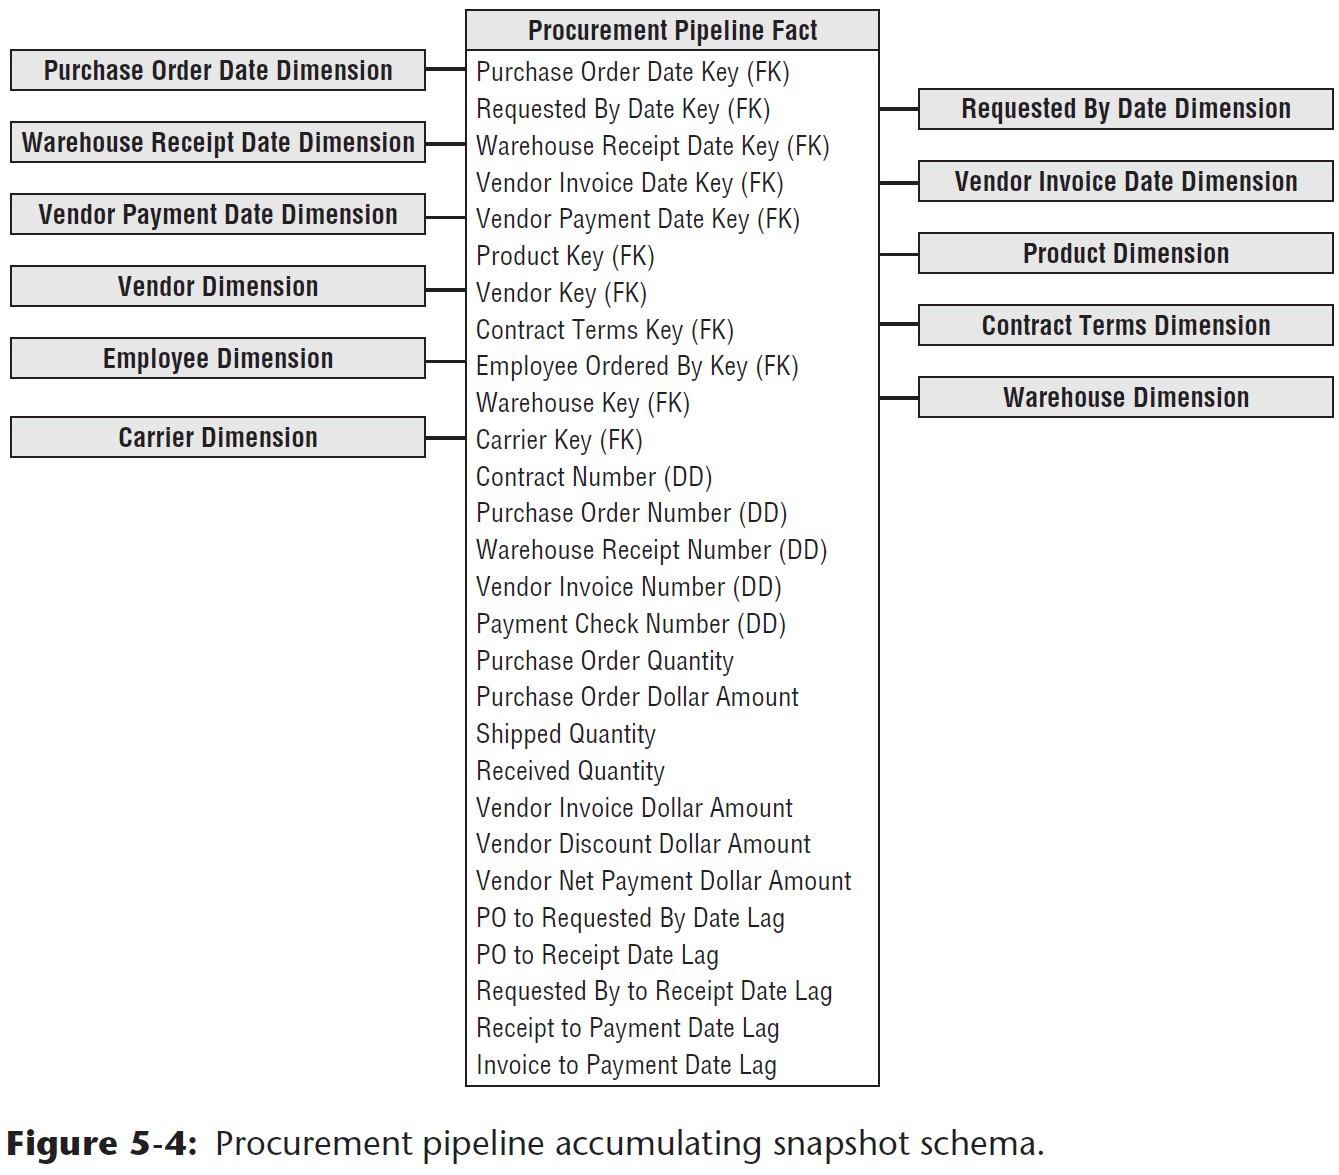 Procurement Pipeline Fact
Purchase Order Date Key (FK)
Requested By Date Key (FK)
Warehouse Receipt Date Key (FK)
Vendor Invoice Date Key (FK)
Vendor Payment Date Key (FK)
Product Key (FK)
Vendor Key (FK)
Contract Terms Key (FK)
Employee Ordered By Key (FK)
Warehouse Key (FK)
Carrier Key (FK)
Contract Number (DD)
Purchase Order Number (DD)
Warehouse Receipt Number (DD)
Vendor Invoice Number (DD)
Payment Check Number (DD)
Purchase Order Quantity
Purchase Order Dollar Amount
Shipped Quantity
Received Quantity
Vendor Invoice Dollar Amount
Vendor Discount Dollar Amount
Vendor Net Payment Dollar Amount
PO to Requested By Date Lag
PO to Receipt Date Lag
Requested By to Receipt Date Lag
Receipt to Payment Date Lag
Invoice to Payment Date Lag
Purchase Order Date Dimension
Warehouse Receipt Date Dimension
Vendor Payment Date Dimension
Vendor Dimension
Employee Dimension
Carrier Dimension
Requested By Date Dimension
Vendor Invoice Date Dimension
Product Dimension
Contract Terms Dimension
Warehouse Dimension
Figure 5-4: Procurement pipeline accumulating snapshot schema.